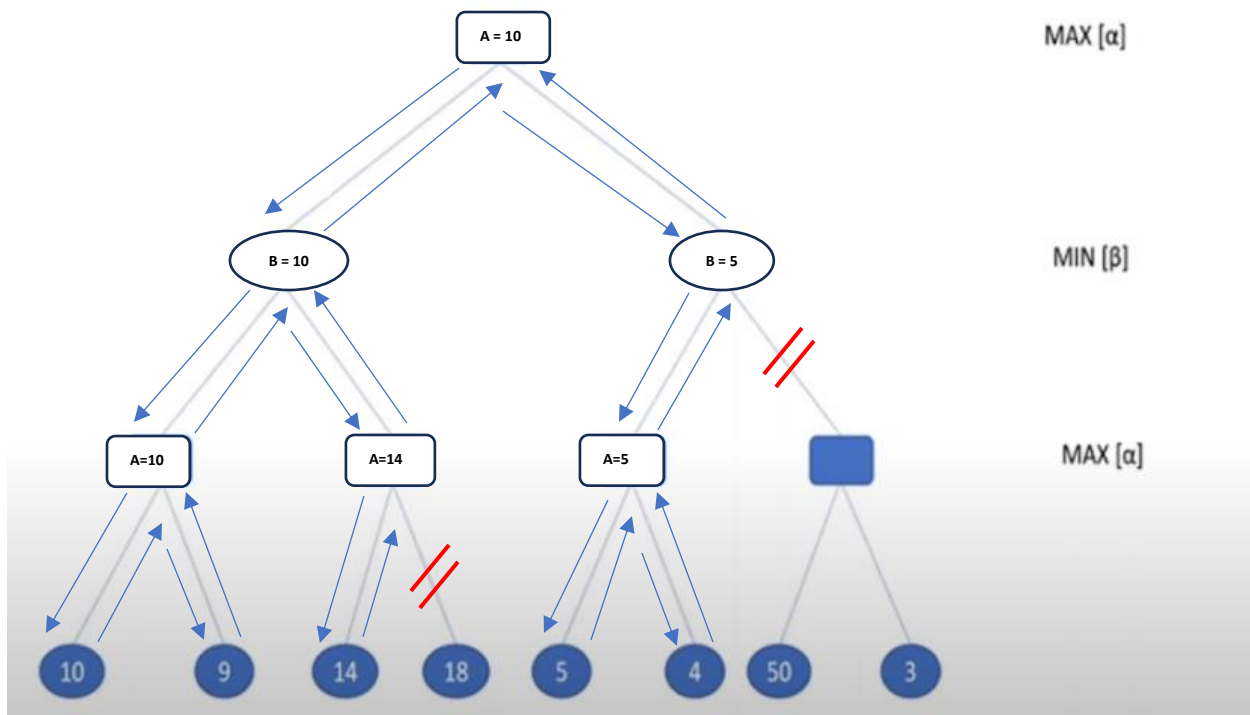 A = 10
MAX [α]
B = 10
B = 5
MIN [β]
A=10
A=14
A=5
MAX [α]
10
9
14
18
5
4
50
3